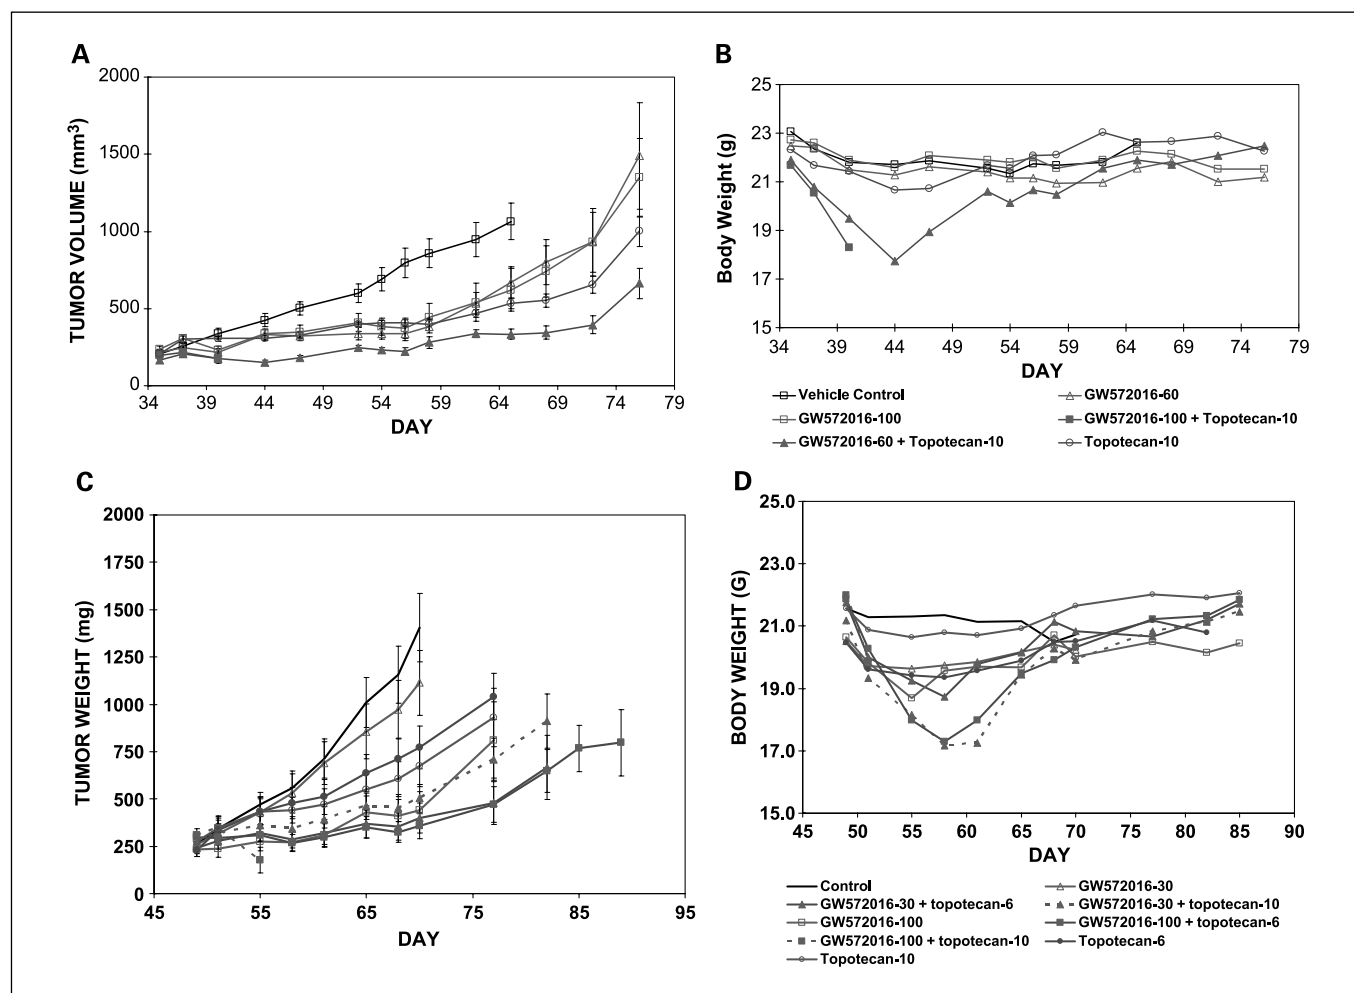 A
2000
1500
1000
500
0
TUMOR VOLUME (mm³)
34 39 44 49 54 59 64 69 74 79
DAY
B
25
23
21
19
17
15
Body Weight (g)
34 44 54 64 74 79
DAY
Vehicle Control GW572016-60
GW572016-100 GW572016-100 + Topotecan-10
GW572016-60 + Topotecan-10 Topotecan-10
C
2000
1750
1500
1250
1000
750
500
250
0
TUMOR WEIGHT (mg)
45 55 65 75 85 95
DAY
D
25.0
23.0
21.0
19.0
17.0
15.0
BODY WEIGHT (G)
45 50 55 60 65 70 75 80 85 90
DAY
Control GW572016-30
GW572016-30 + topotecan-6 GW572016-30 + topotecan-10
GW572016-100 GW572016-100 + topotecan-6
GW572016-100 + topotecan-10 Topotecan-6
Topotecan-10